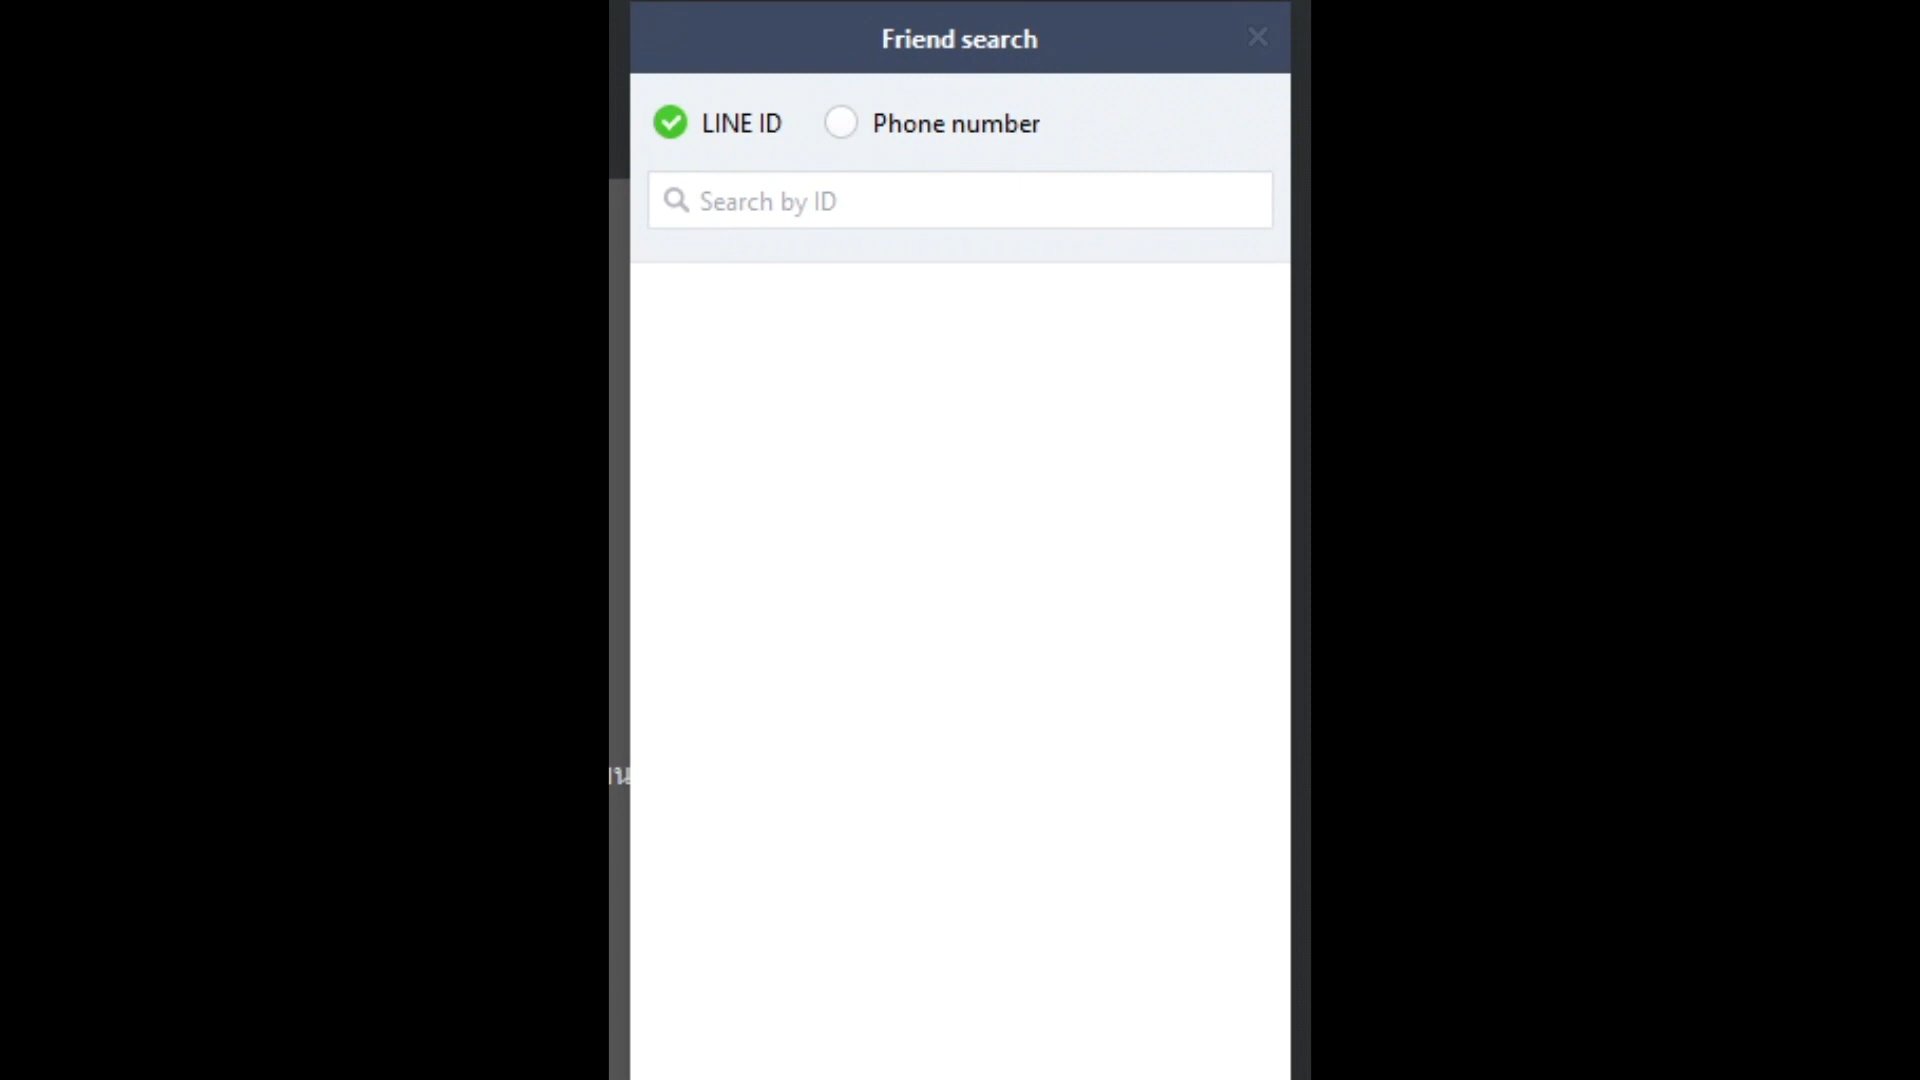 Friend search
LINE ID
Phone number
Search by ID